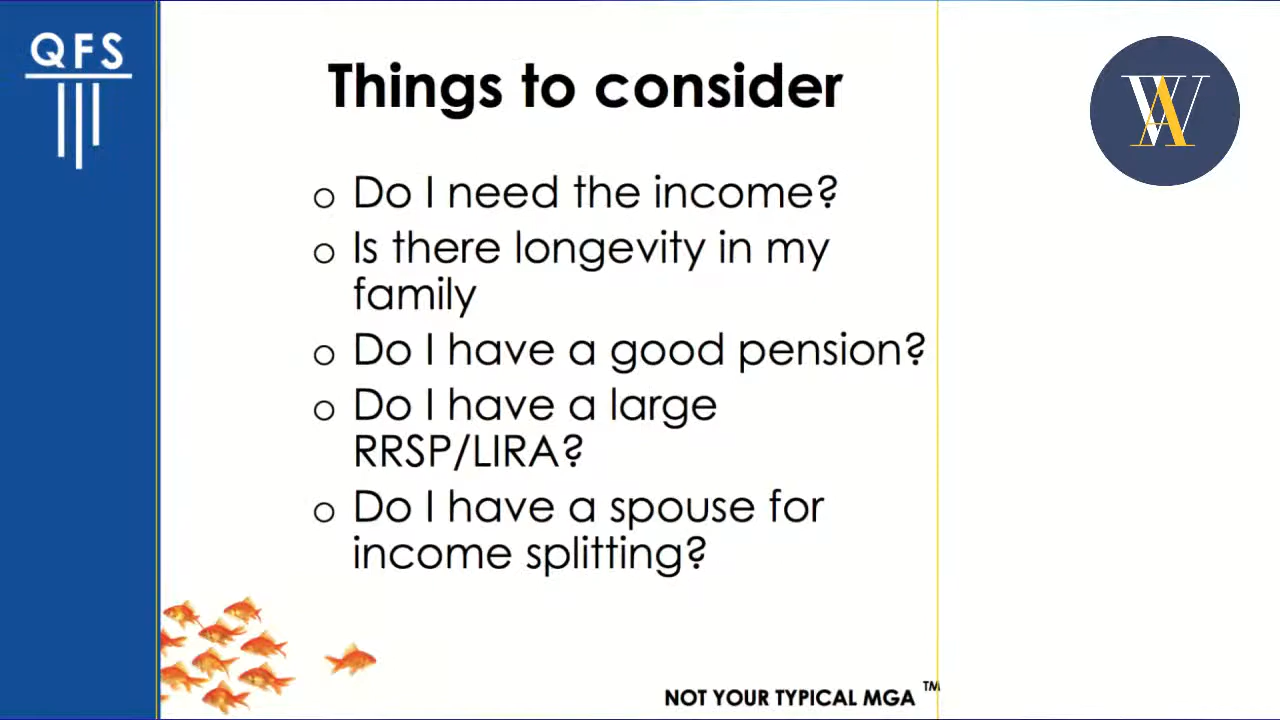 QFS
Things to consider
WA
o Do I need the income?
o Is there longevity in my
family
o Do I have a good pension?
o Do I have a large
RRSP/LIRA?
o Do I have a spouse for
income splitting?
NOT YOUR TYPICAL MGA ™